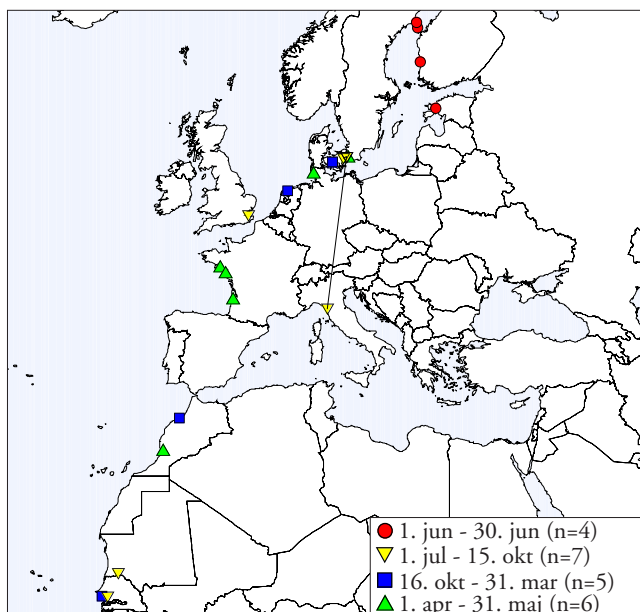 1. jun - 30. jun (n=4)
1. jul - 15. okt (n=7)
16. okt - 31. mar (n=5)
1. apr - 31. maj (n=6)